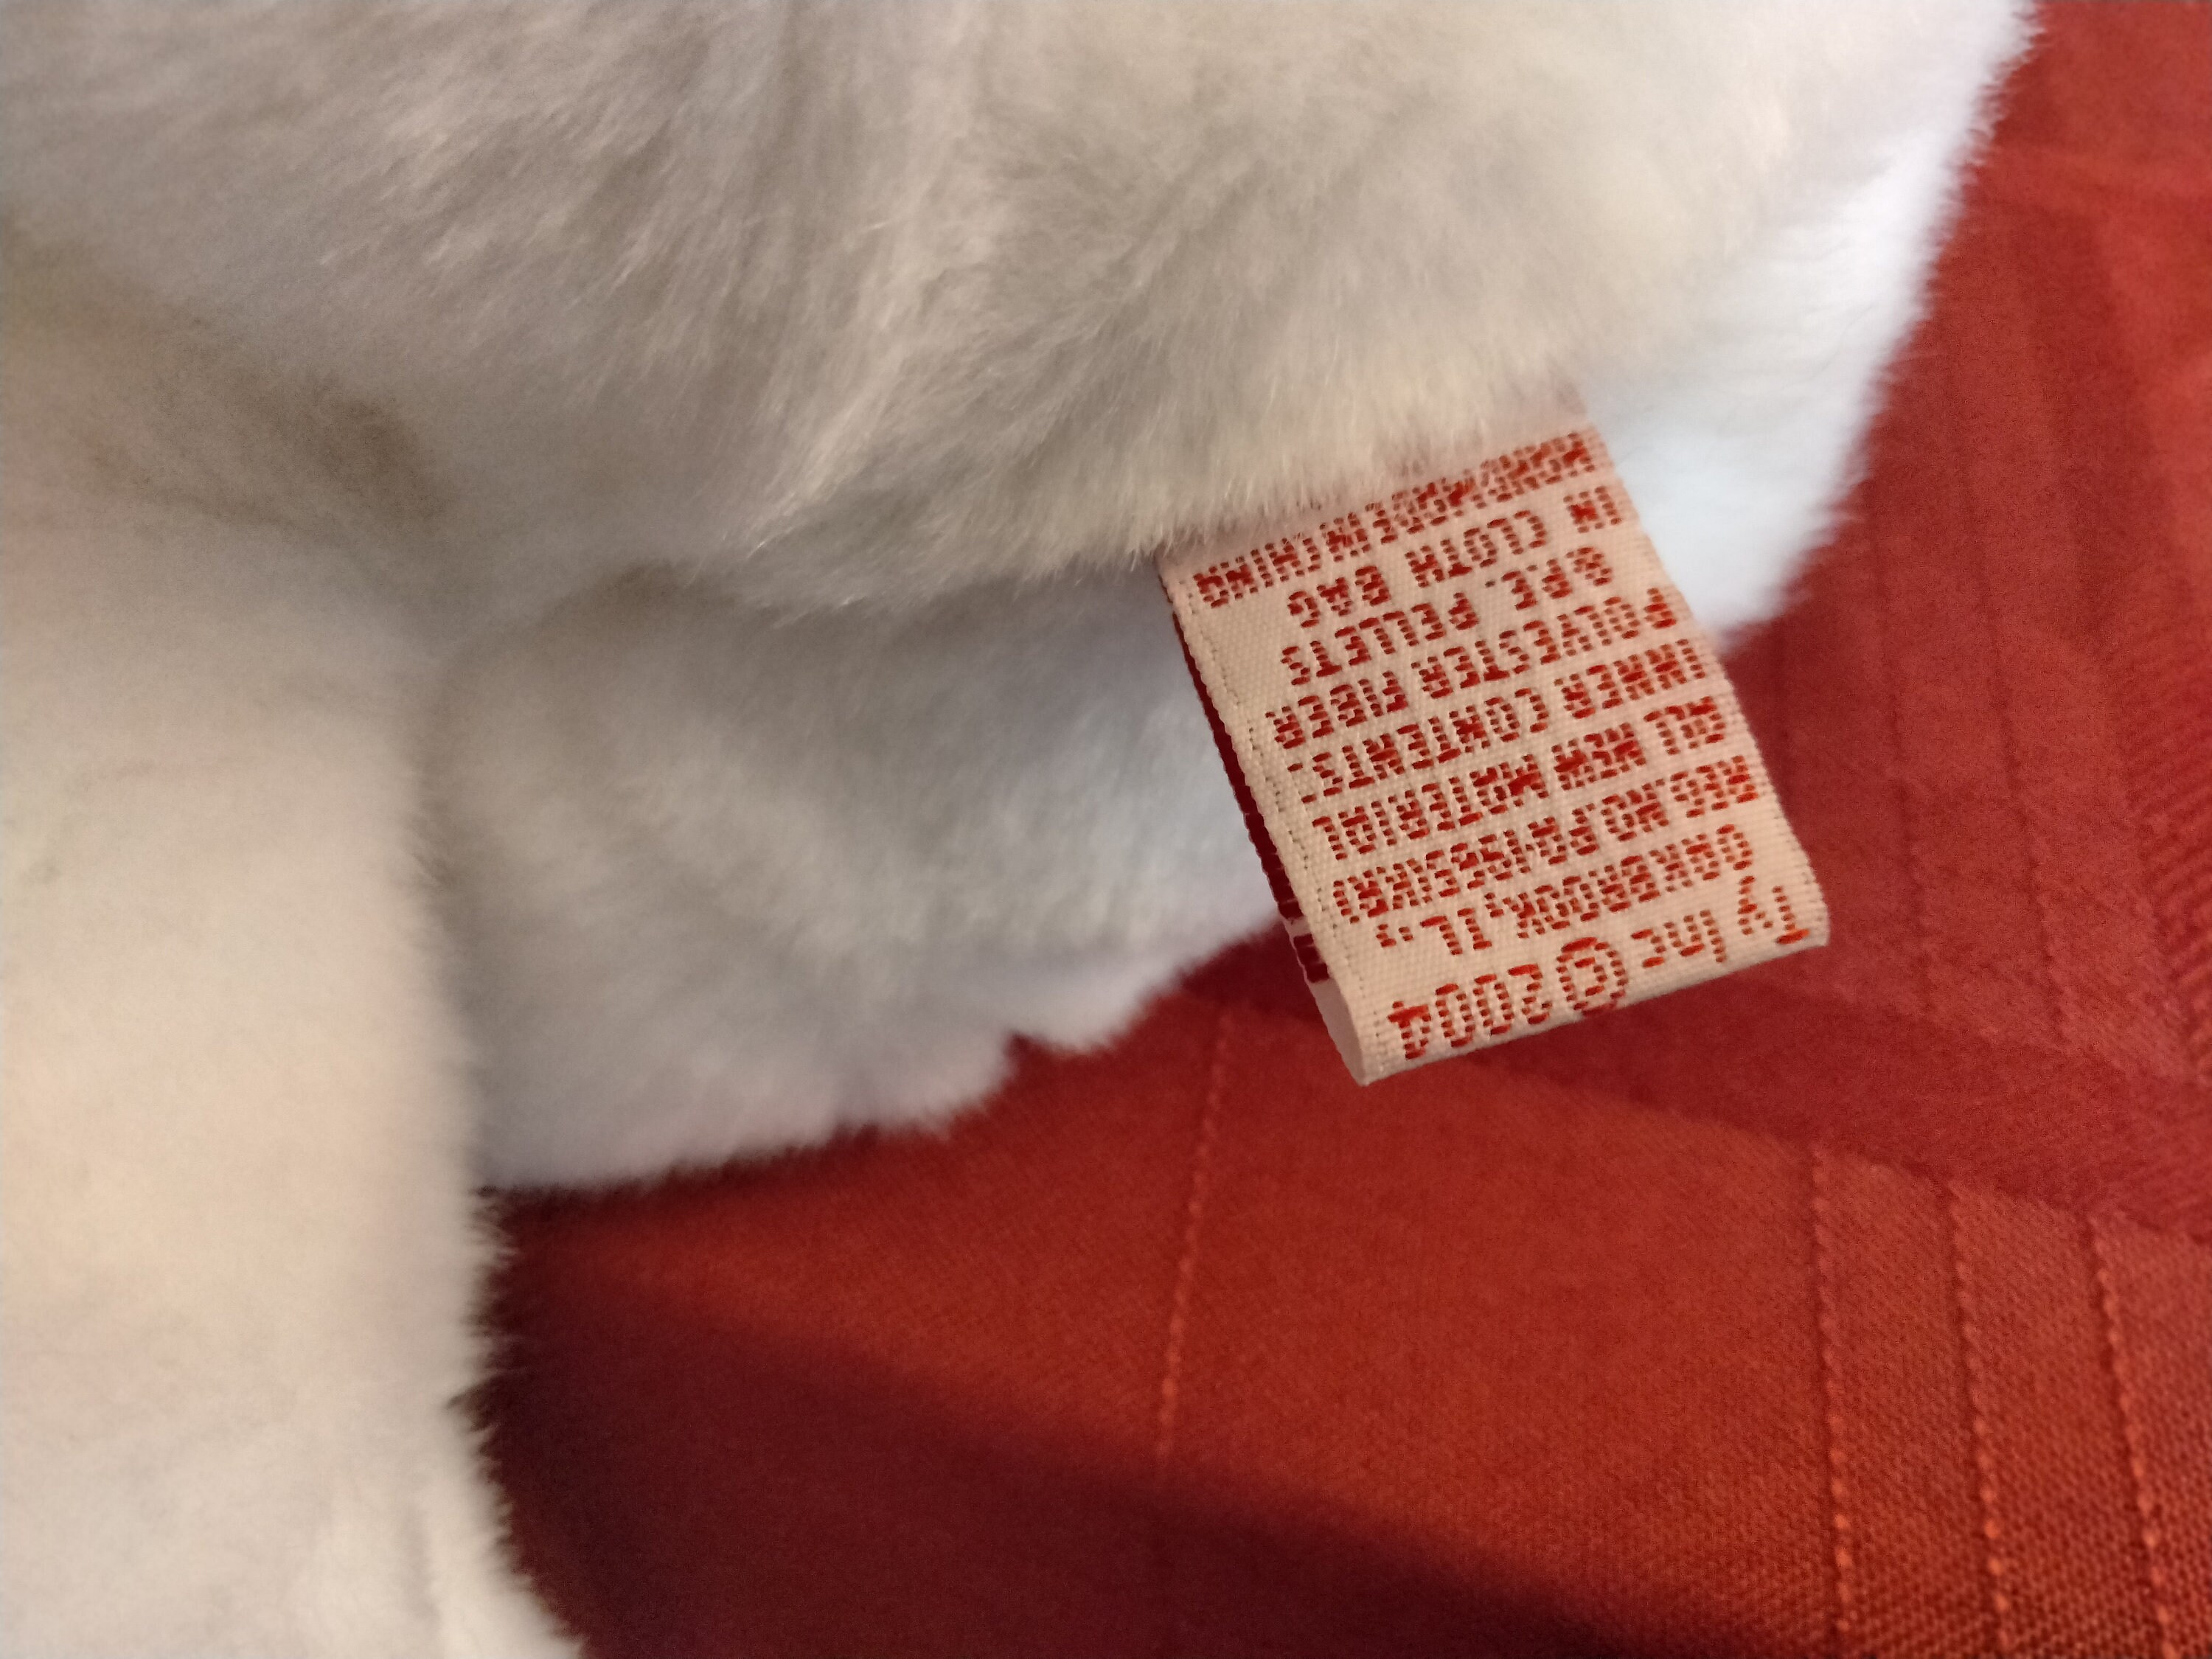 Ty Inc ©2004
OAKBROOK, IL..
REG NO.PA-1965(KR)
ALL NEW MATERIAL
INNER CONTENTS:
POLYESTER FIBER
& P.E. PELLETS
IN CLOTH BAG